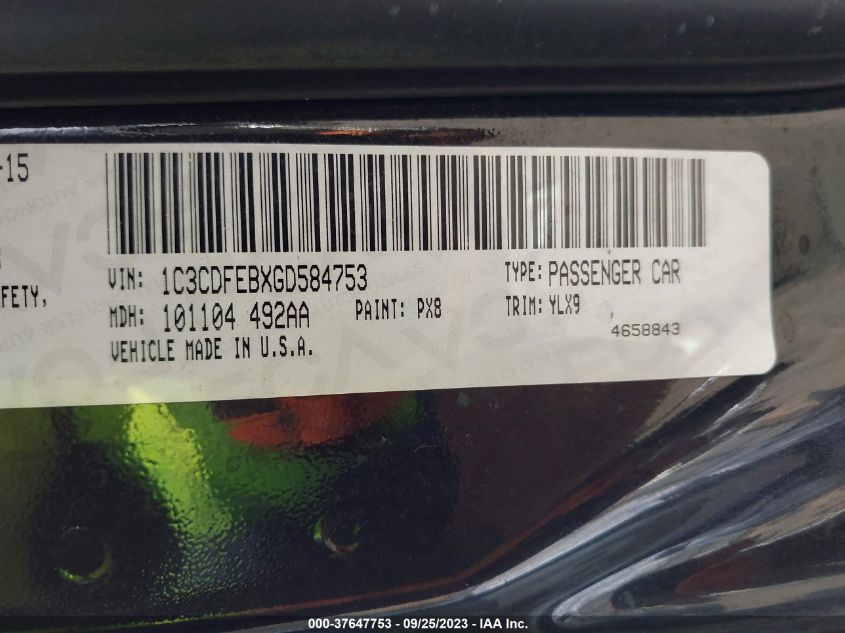 -15
FETY,
VIN: 1C3CDFEBXGD584753 TYPE: PASSENGER CAR
MDH: 101104 492AA PAINT: PX8 TRIM: YLX9
4658843
VEHICLE MADE IN U.S.A.
000-37647753 - 09/25/2023 - IAA Inc.